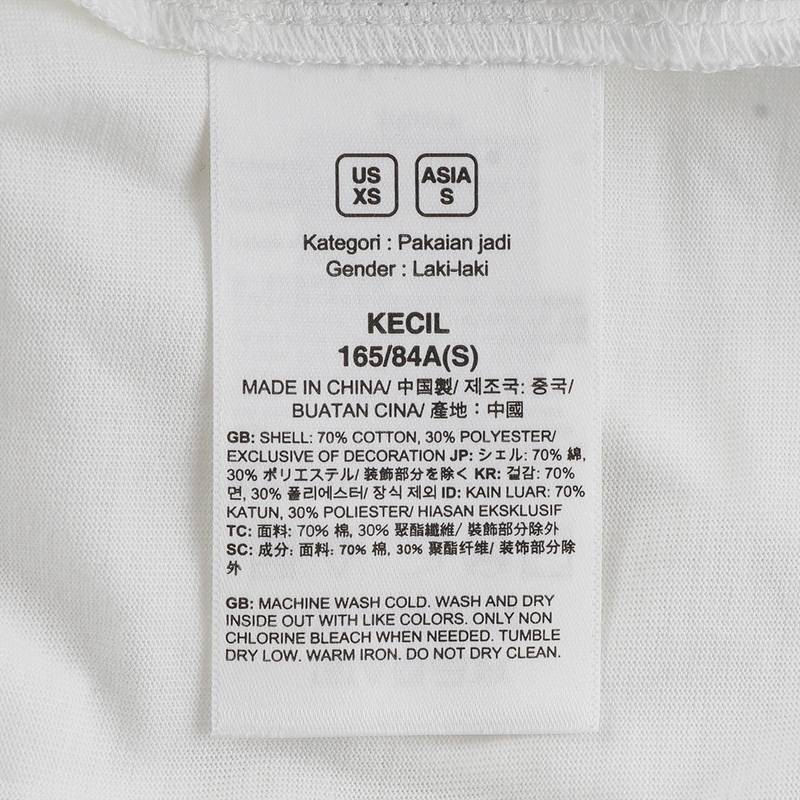 US
XS
ASIA
S
Kategori : Pakaian jadi
Gender : Laki-laki
KECIL
165/84A(S)
MADE IN CHINA/ 中国製/ 제조국: 중국/
BUATAN CINA/ 產地：中國
GB: SHELL: 70% COTTON, 30% POLYESTER/
EXCLUSIVE OF DECORATION JP: シェル: 70% 綿,
30% ポリエステル/ 装飾部分を除く KR: 겉감: 70%
면, 30% 폴리에스터/ 장식 제외 ID: KAIN LUAR: 70%
KATUN, 30% POLIESTER/ HIASAN EKSKLUSIF
TC: 面料: 70% 棉, 30% 聚酯纖維/ 裝飾部分除外
SC: 成分: 面料: 70% 棉, 30% 聚酯纤维/ 装饰部分除
外
GB: MACHINE WASH COLD. WASH AND DRY
INSIDE OUT WITH LIKE COLORS. ONLY NON
CHLORINE BLEACH WHEN NEEDED. TUMBLE
DRY LOW. WARM IRON. DO NOT DRY CLEAN.